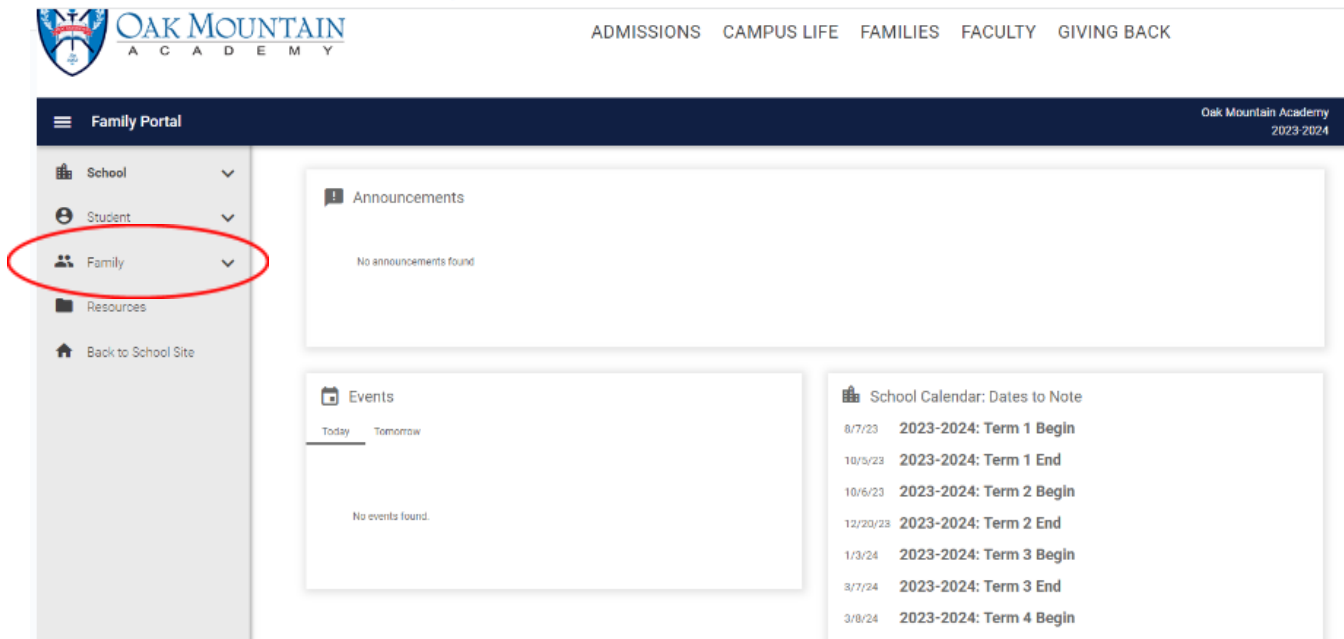 OAK MOUNTAIN
ACADEMY
ADMISSIONS CAMPUS LIFE FAMILIES FACULTY GIVING BACK
Family Portal
Oak Mountain Academy
2023-2024
School
Student
Family
Resources
Back to School Site
Announcements
No announcements found
Events
Today Tomorrow
No events found.
School Calendar: Dates to Note
8/7/23 2023-2024: Term 1 Begin
10/5/23 2023-2024: Term 1 End
10/6/23 2023-2024: Term 2 Begin
12/20/23 2023-2024: Term 2 End
1/3/24 2023-2024: Term 3 Begin
3/7/24 2023-2024: Term 3 End
3/8/24 2023-2024: Term 4 Begin